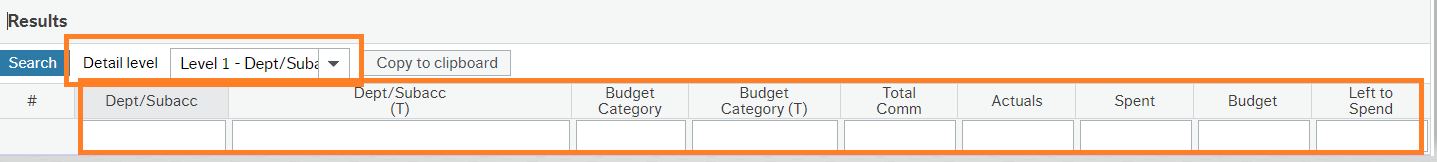 Results
Search Detail level Level 1 - Dept/Suba Copy to clipboard
# Dept/Subacc Dept/Subacc (T) Budget Category Budget Category (T) Total Comm Actuals Spent Budget Left to Spend